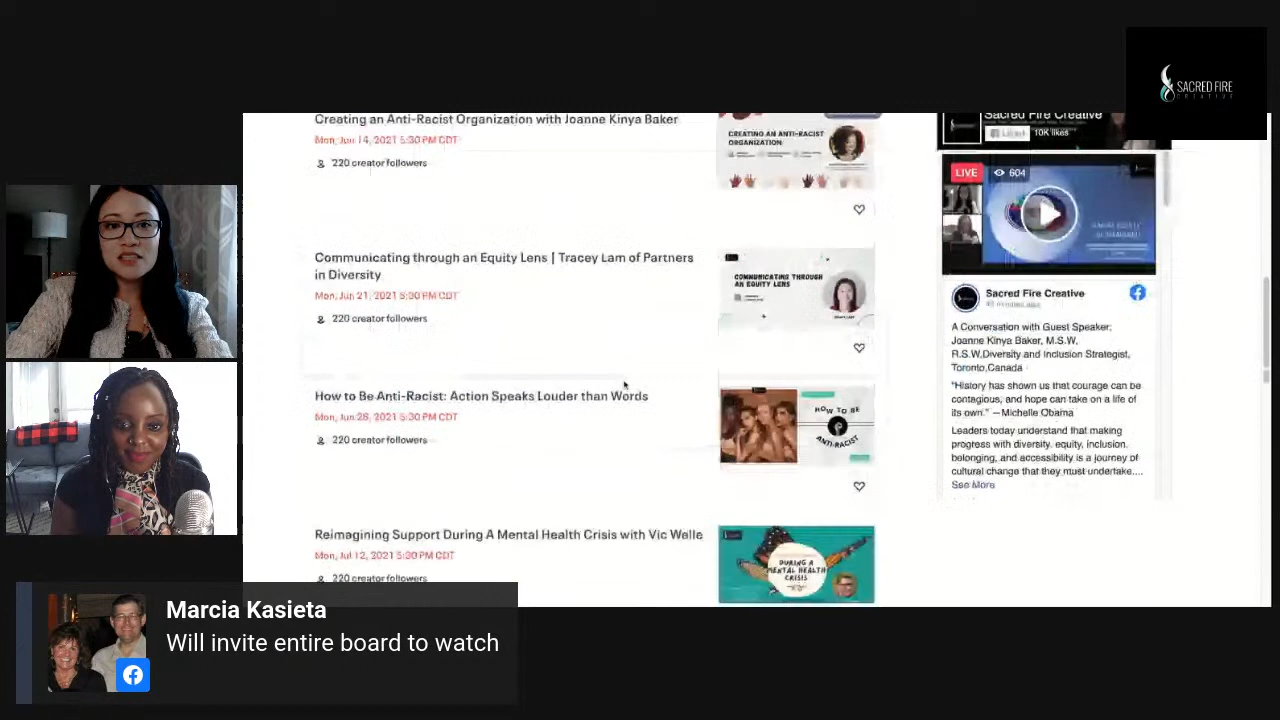 SACRED FIRE
CREATIVE
Creating an Anti-Racist Organization with Joanne Kinya Baker
Mon, Jun 14, 2021 5:30 PM CDT
220 creator followers
CREATING AN ANTI-RACIST
ORGANIZATION
Communicating through an Equity Lens | Tracey Lam of Partners
in Diversity
Mon, Jun 21, 2021 5:30 PM CDT
220 creator followers
COMMUNICATING THROUGH
AN EQUITY LENS
How to Be Anti-Racist: Action Speaks Louder than Words
Mon, Jun 28, 2021 5:30 PM CDT
220 creator followers
HOW TO BE
ANTI-RACIST
Reimagining Support During A Mental Health Crisis with Vic Welle
Mon, Jul 12, 2021 5:30 PM CDT
220 creator followers
DURING A
MENTAL HEALTH
CRISIS
Sacred Fire Creative
10K likes
LIVE
604
Sacred Fire Creative
A Conversation with Guest Speaker:
Joanne Kinya Baker, M.S.W,
R.S.W,Diversity and Inclusion Strategist,
Toronto,Canada
"History has shown us that courage can be
contagious, and hope can take on a life of
its own." — Michelle Obama
Leaders today understand that making
progress with diversity, equity, inclusion,
belonging, and accessibility is a journey of
cultural change that they must undertake....
See More
Marcia Kasieta
Will invite entire board to watch